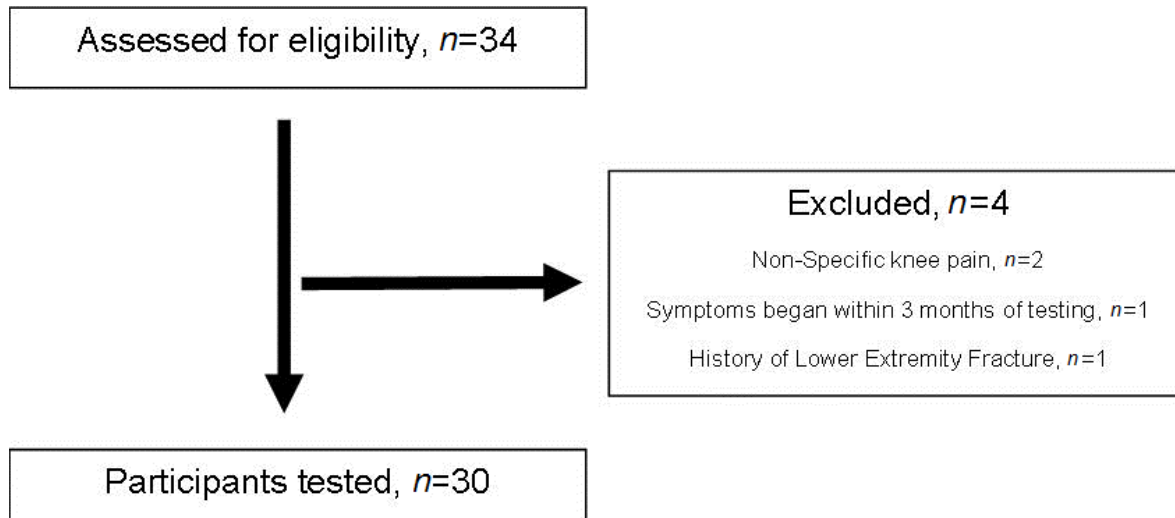 Assessed for eligibility, n=34
Excluded, n=4
Non-Specific knee pain, n=2
Symptoms began within 3 months of testing, n=1
History of Lower Extremity Fracture, n=1
Participants tested, n=30